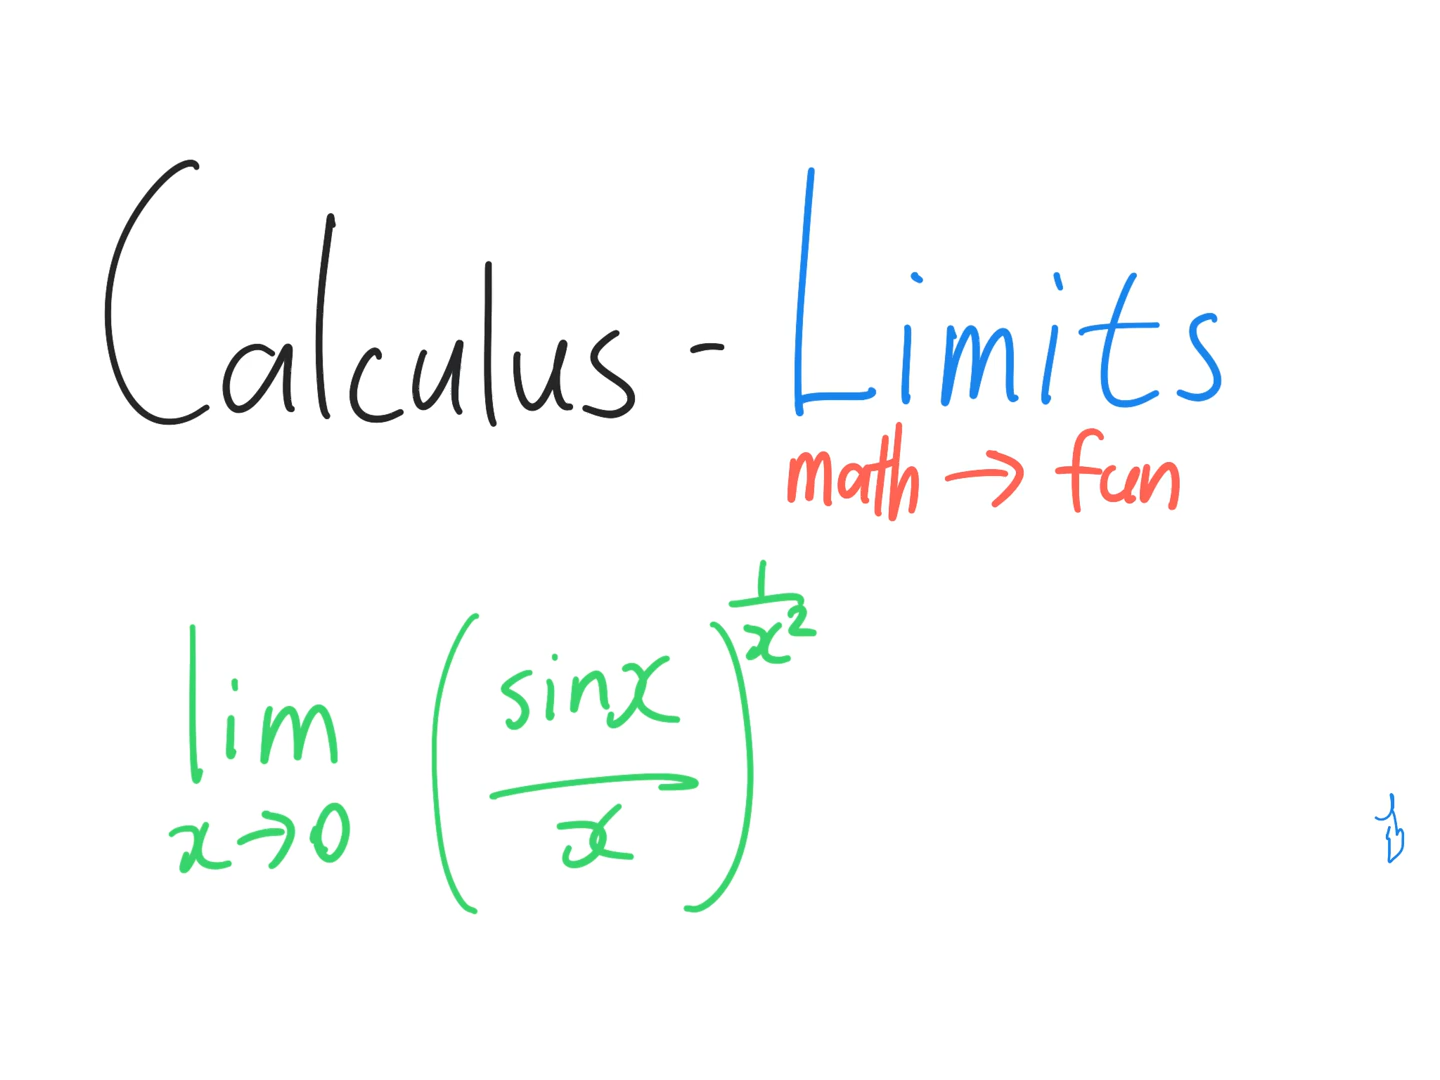 Calculus - Limits
math → fun
lim x→0 (sinx / x)^(1/x²)